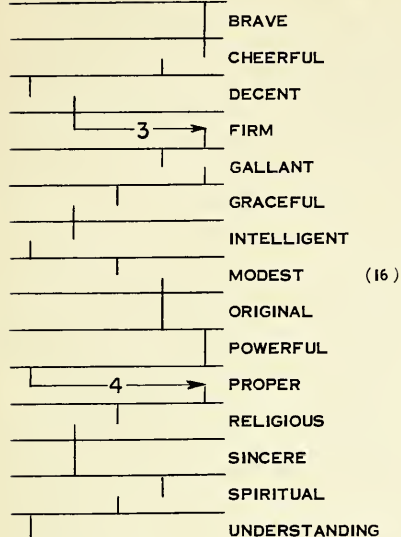 BRAVE
CHEERFUL
DECENT
3 FIRM
GALLANT
GRACEFUL
INTELLIGENT
MODEST (16)
ORIGINAL
POWERFUL
4 PROPER
RELIGIOUS
SINCERE
SPIRITUAL
UNDERSTANDING